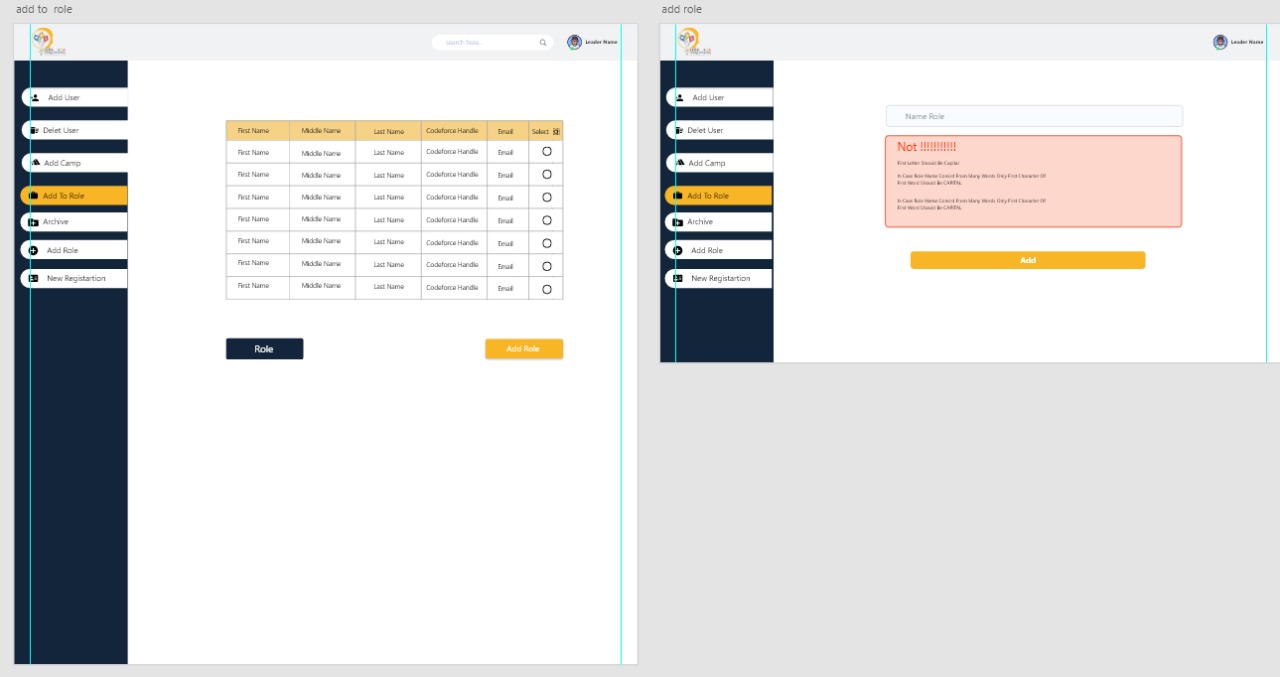 add to role
search here..
Leader Name
Add User
Delet User
Add Camp
Add To Role
Archive
Add Role
New Registartion
First Name Middle Name Last Name Codeforce Handle Email Select
First Name Middle Name Last Name Codeforce Handle Email
First Name Middle Name Last Name Codeforce Handle Email
First Name Middle Name Last Name Codeforce Handle Email
First Name Middle Name Last Name Codeforce Handle Email
First Name Middle Name Last Name Codeforce Handle Email
First Name Middle Name Last Name Codeforce Handle Email
First Name Middle Name Last Name Codeforce Handle Email
Role
Add Role
add role
Leader Name
Add User
Delet User
Add Camp
Add To Role
Archive
Add Role
New Registartion
Name Role
Not !!!!!!!!!!!
First Letter Should Be Capital
In Case Role Name Consist From Many Words Only First Character Of
First Word Should Be CAPITAL
In Case Role Name Consist From Many Words Only First Character Of
First Word Should Be CAPITAL
Add